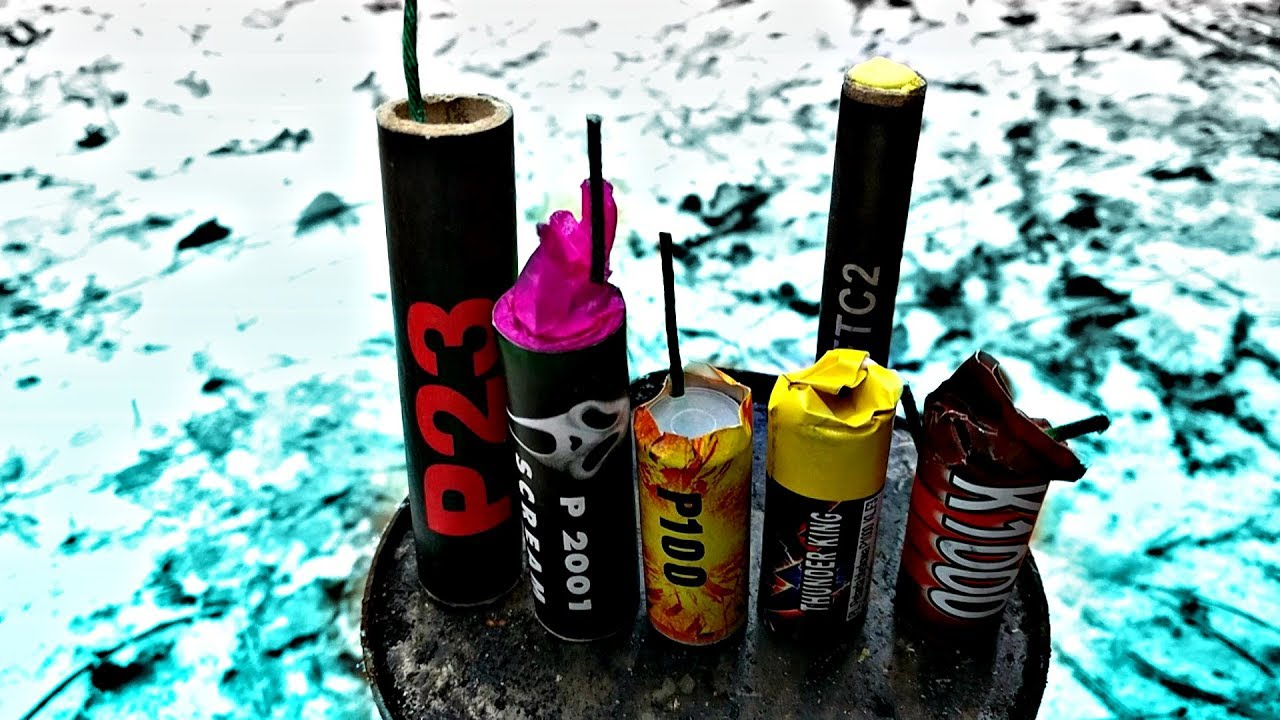 P23
SCREAM
P 2001
P100
TC2
THUNDER KING
K1000